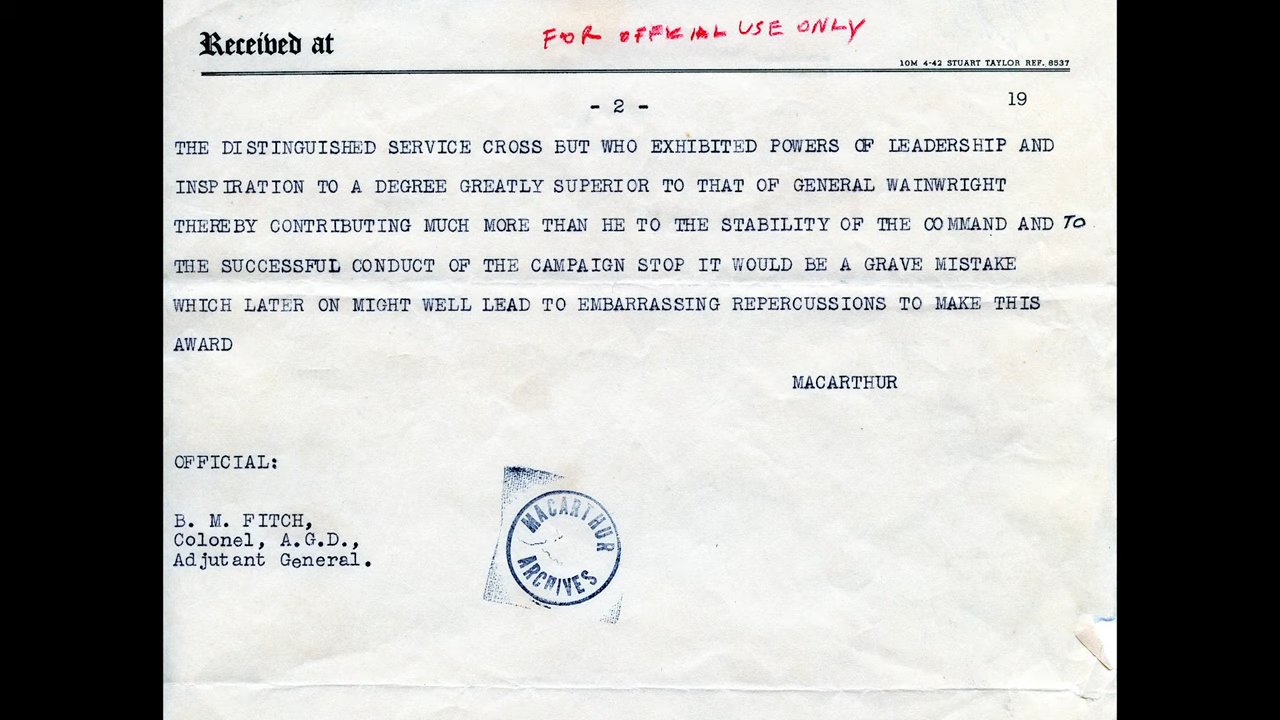 Received at
FOR OFFICIAL USE ONLY
10M 4-42 STUART TAYLOR REF. 8537
- 2 -
19
THE DISTINGUISHED SERVICE CROSS BUT WHO EXHIBITED POWERS OF LEADERSHIP AND
INSPIRATION TO A DEGREE GREATLY SUPERIOR TO THAT OF GENERAL WAINWRIGHT
THEREBY CONTRIBUTING MUCH MORE THAN HE TO THE STABILITY OF THE COMMAND AND TO
THE SUCCESSFUL CONDUCT OF THE CAMPAIGN STOP IT WOULD BE A GRAVE MISTAKE
WHICH LATER ON MIGHT WELL LEAD TO EMBARRASSING REPERCUSSIONS TO MAKE THIS
AWARD
MACARTHUR
OFFICIAL:
B. M. FITCH,
Colonel, A.G.D.,
Adjutant General.
MACARTHUR
ARCHIVES